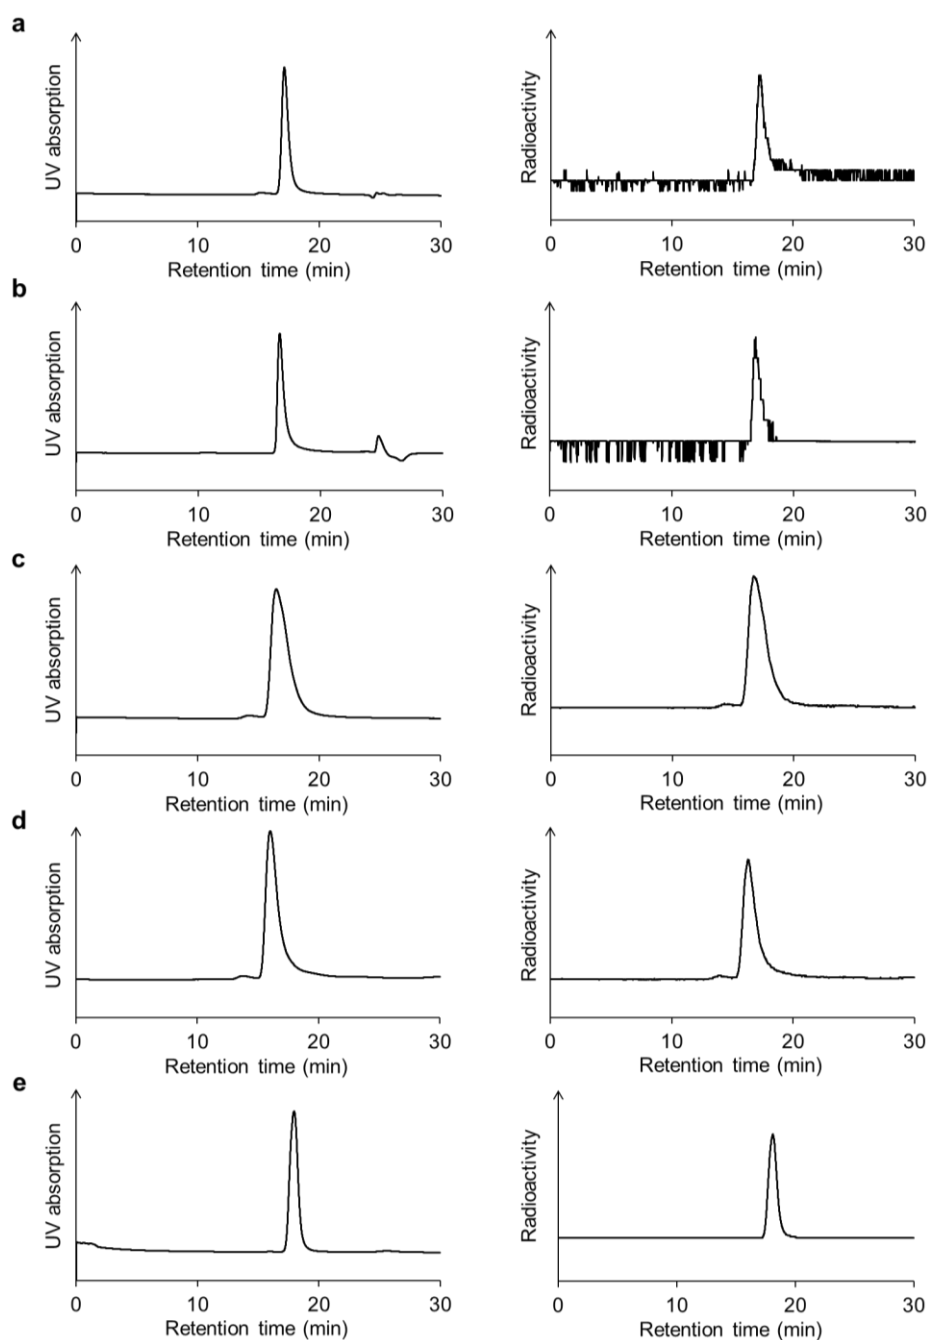 a
UV absorption
0 10 20 30
Retention time (min)
Radioactivity
0 10 20 30
Retention time (min)
b
UV absorption
0 10 20 30
Retention time (min)
Radioactivity
0 10 20 30
Retention time (min)
c
UV absorption
0 10 20 30
Retention time (min)
Radioactivity
0 10 20 30
Retention time (min)
d
UV absorption
0 10 20 30
Retention time (min)
Radioactivity
0 10 20 30
Retention time (min)
e
UV absorption
0 10 20 30
Retention time (min)
Radioactivity
0 10 20 30
Retention time (min)